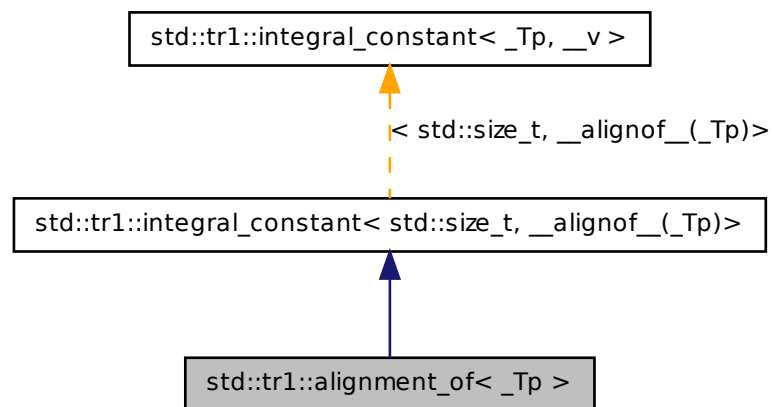 std::tr1::integral_constant< _Tp, __v >
< std::size_t, __alignof__(_Tp)>
std::tr1::integral_constant< std::size_t, __alignof__(_Tp)>
std::tr1::alignment_of< _Tp >